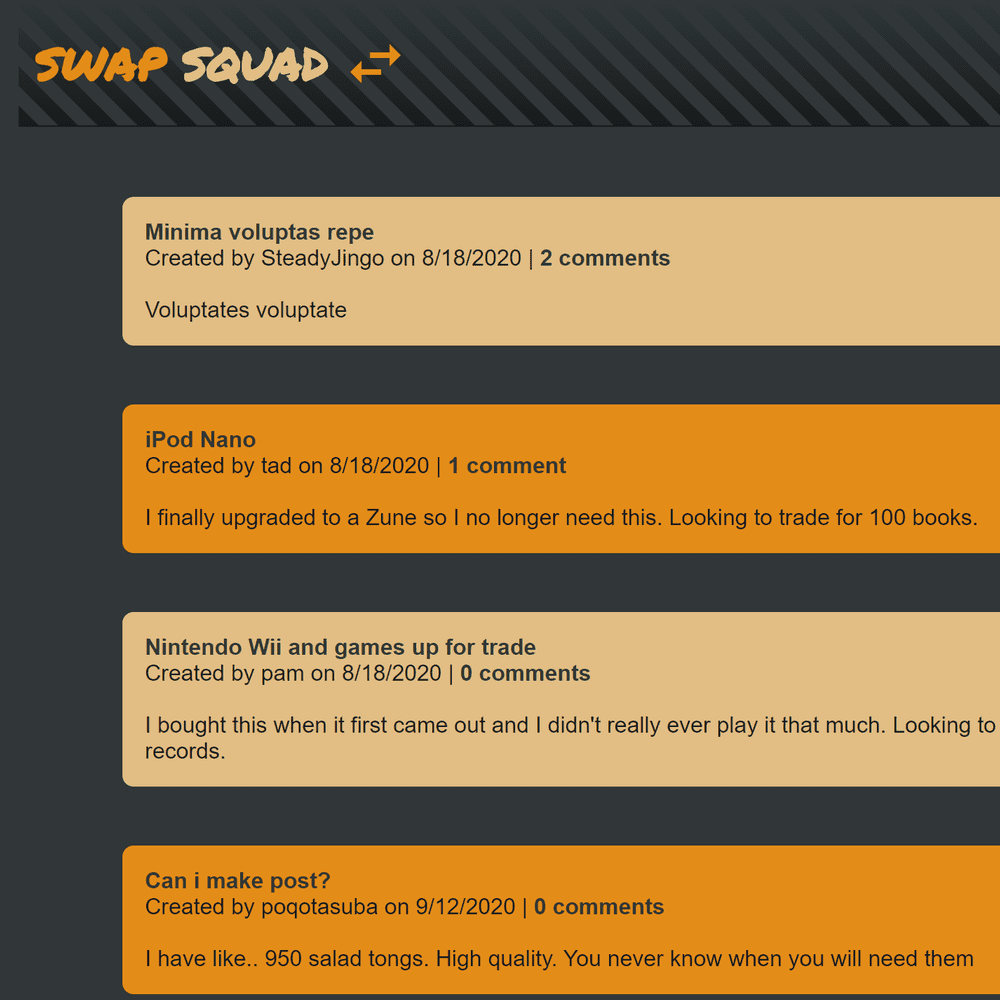 SWAP SQUAD
Minima voluptas repe
Created by SteadyJingo on 8/18/2020 | 2 comments
Voluptates voluptate
iPod Nano
Created by tad on 8/18/2020 | 1 comment
I finally upgraded to a Zune so I no longer need this. Looking to trade for 100 books.
Nintendo Wii and games up for trade
Created by pam on 8/18/2020 | 0 comments
I bought this when it first came out and I didn't really ever play it that much. Looking to
records.
Can i make post?
Created by poqotasuba on 9/12/2020 | 0 comments
I have like.. 950 salad tongs. High quality. You never know when you will need them